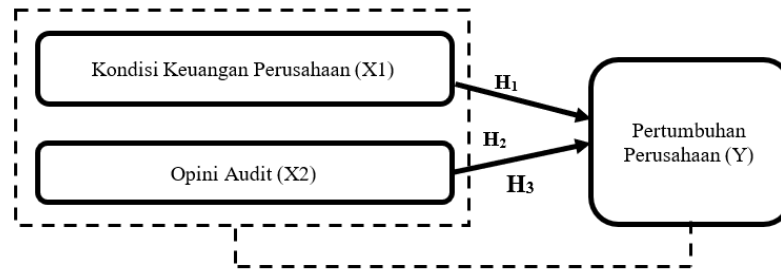 Kondisi Keuangan Perusahaan (X1)
H₁
Pertumbuhan
Perusahaan (Y)
H₂
Opini Audit (X2)
H₃